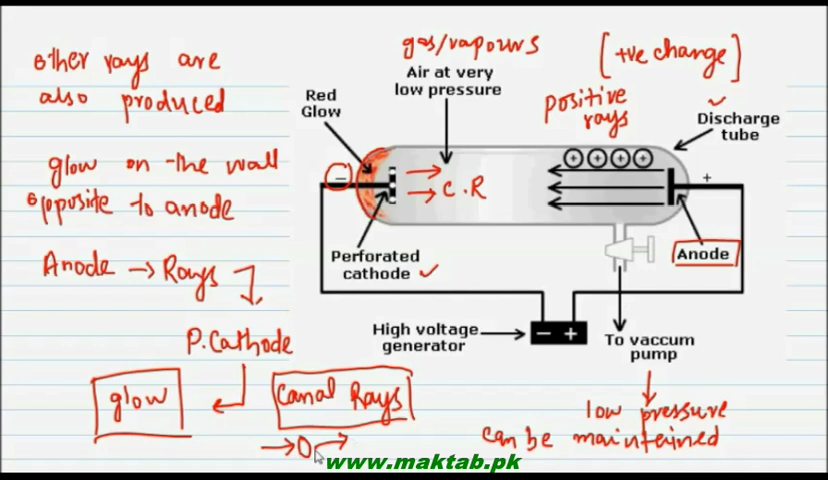 other rays are
also produced
glow on the wall
opposite to anode
Anode → Rays
P.Cathode
glow
Canal Rays
gas/vapours
Air at very
low pressure
Red
Glow
[+ve change]
positive
rays
Discharge
tube
−
C.R
+ + + +
+
Perforated
cathode
Anode
High voltage
generator
− +
To vaccum
pump
low pressure
can be maintained
www.maktab.pk